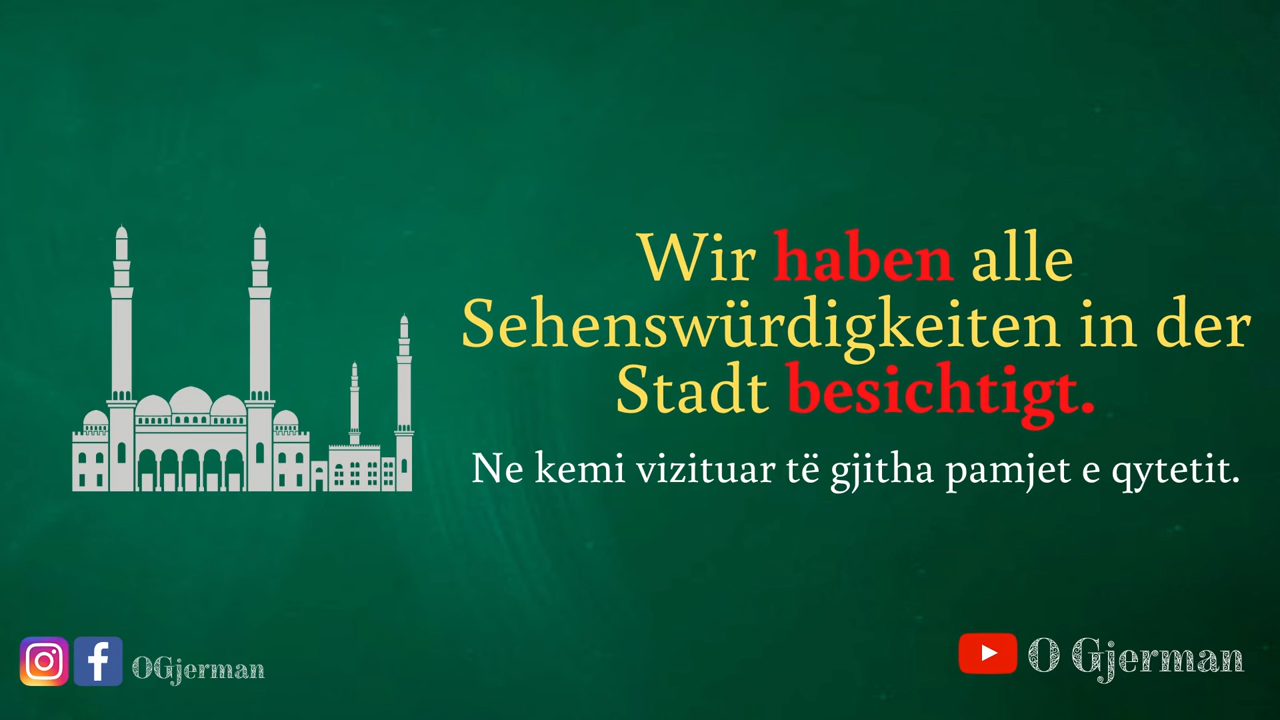 Wir haben alle
Sehenswürdigkeiten in der
Stadt besichtigt.
Ne kemi vizituar të gjitha pamjet e qytetit.
OGjerman
O Gjerman